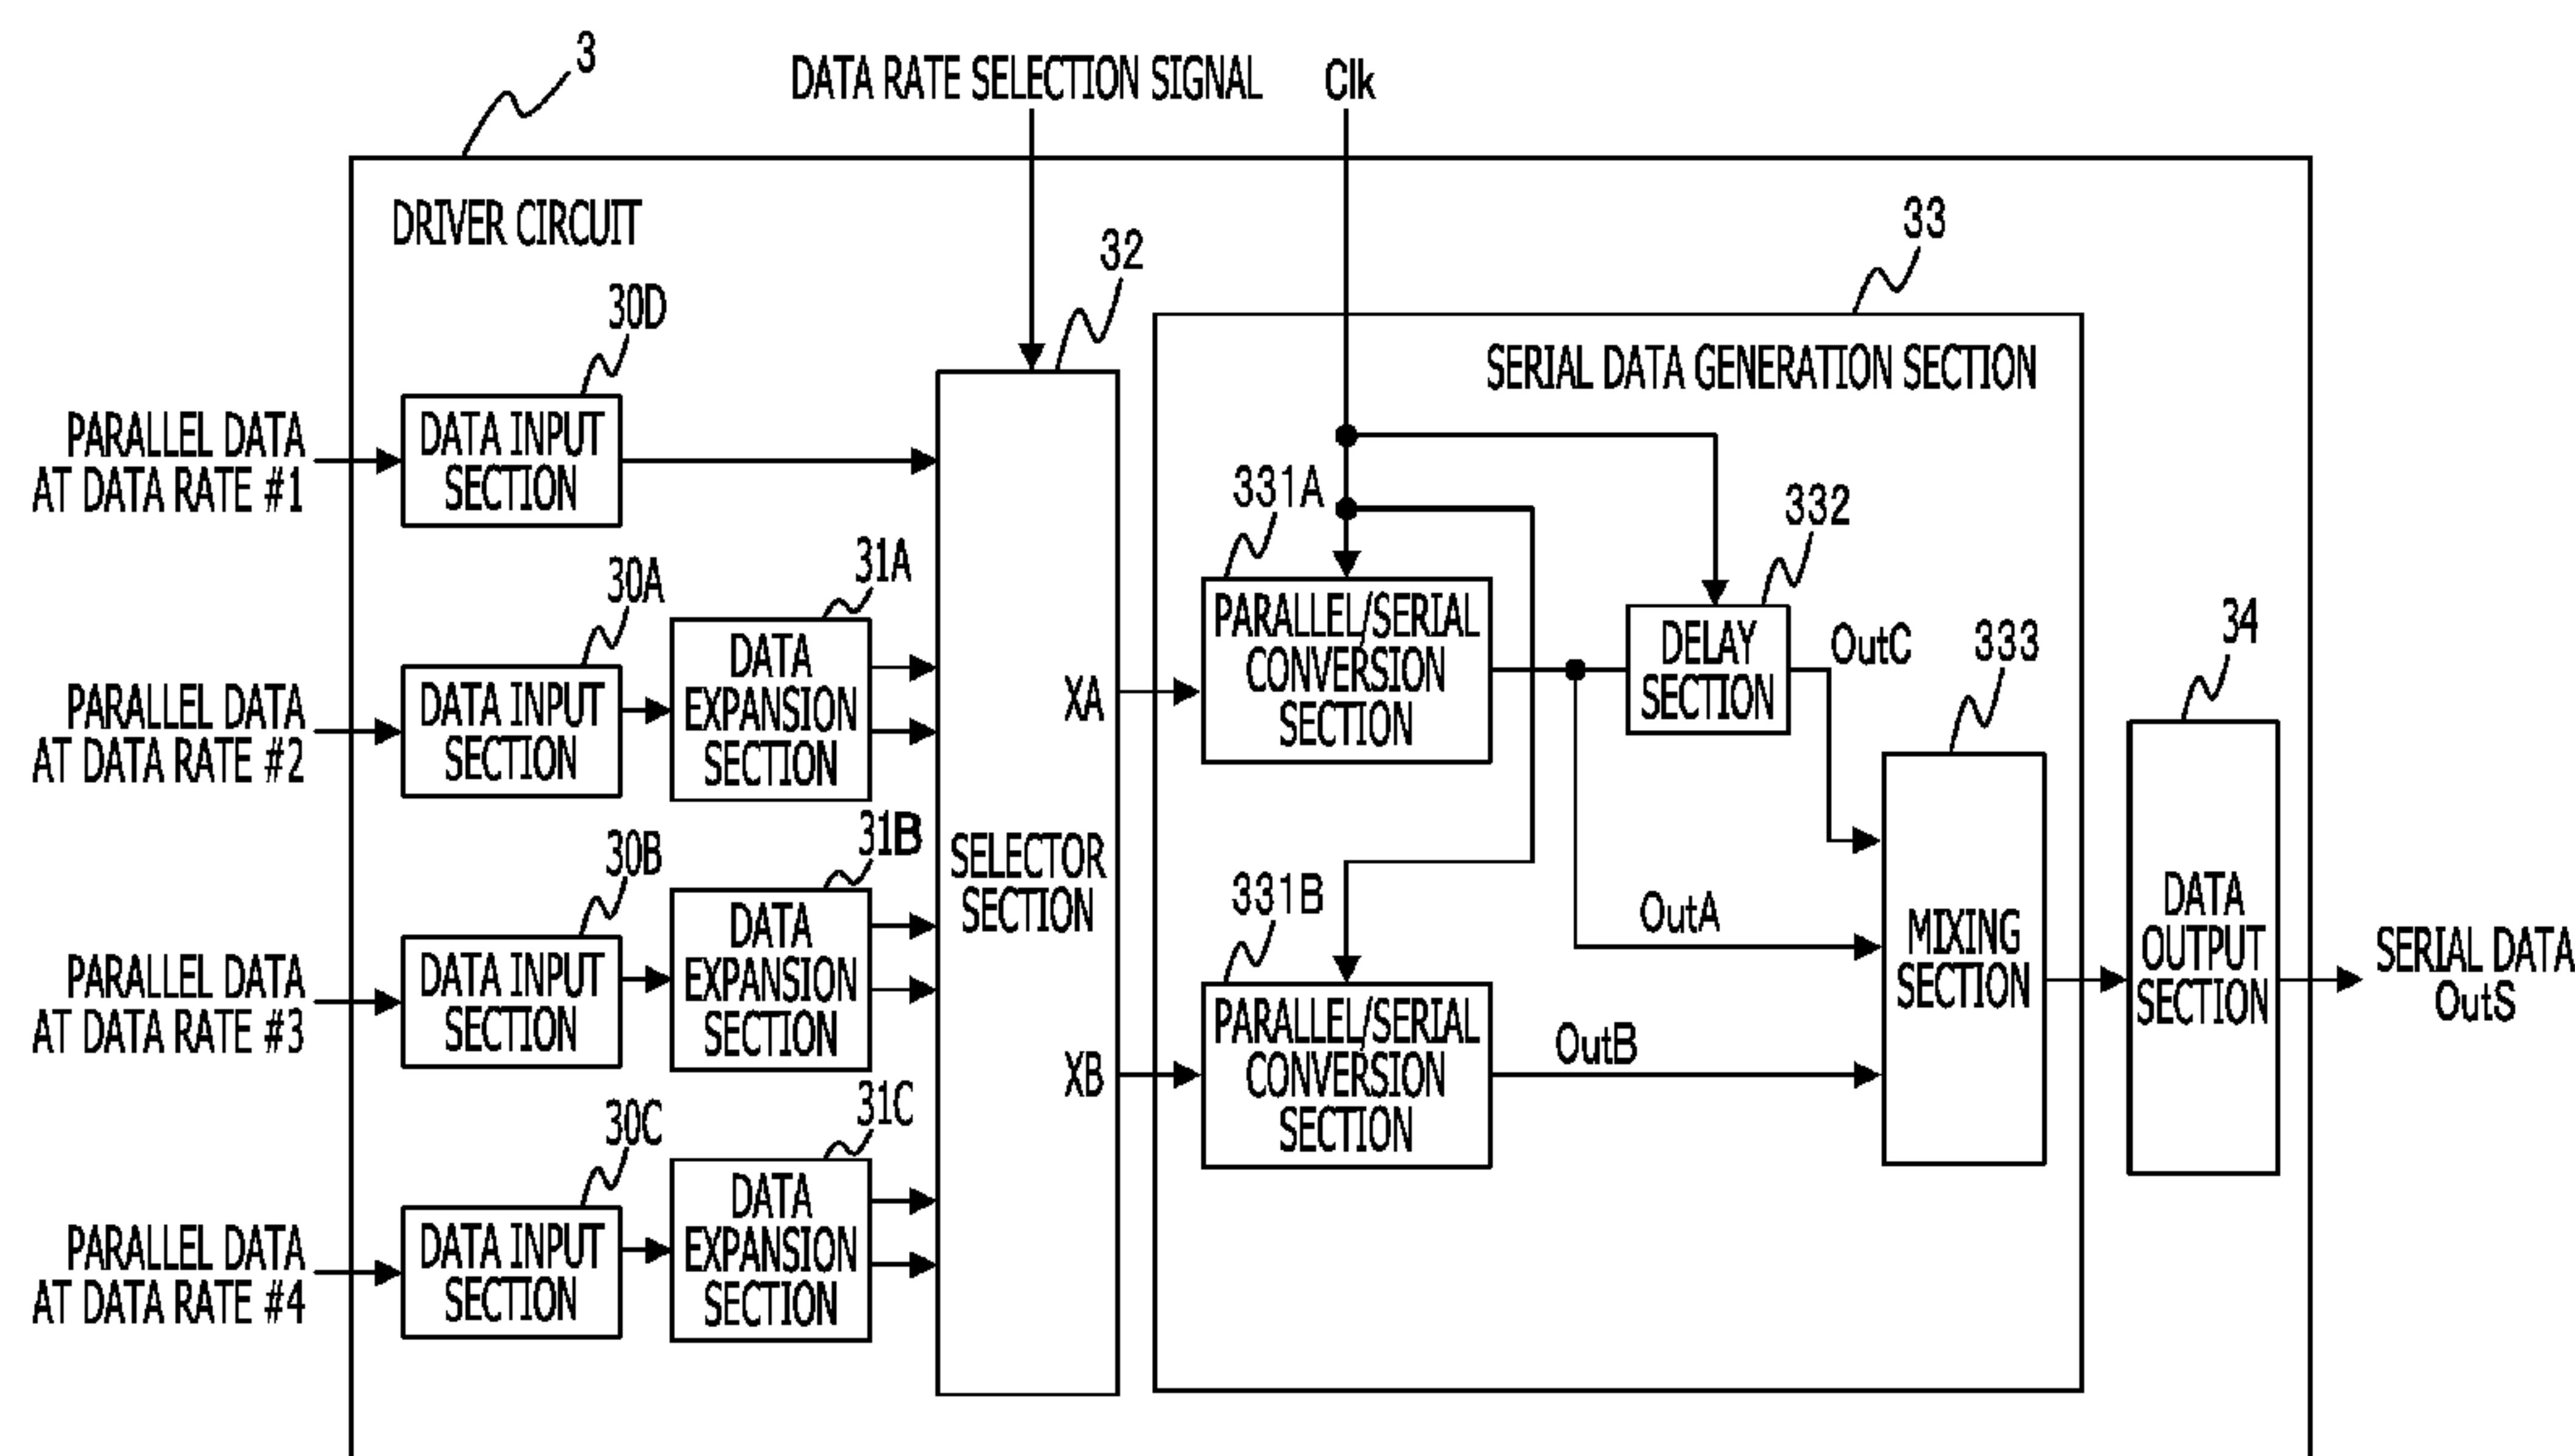 3
DATA RATE SELECTION SIGNAL
Clk
DRIVER CIRCUIT
33
32
30D
SERIAL DATA GENERATION SECTION
PARALLEL DATA
AT DATA RATE #1
DATA INPUT
SECTION
331A
332
30A
31A
PARALLEL DATA
AT DATA RATE #2
DATA INPUT
SECTION
DATA
EXPANSION
SECTION
XA
PARALLEL/SERIAL
CONVERSION
SECTION
DELAY
SECTION
OutC
333
34
30B
31B
SELECTOR
SECTION
331B
OutA
PARALLEL DATA
AT DATA RATE #3
DATA INPUT
SECTION
DATA
EXPANSION
SECTION
MIXING
SECTION
DATA
OUTPUT
SECTION
SERIAL DATA
OutS
XB
PARALLEL/SERIAL
CONVERSION
SECTION
OutB
30C
31C
PARALLEL DATA
AT DATA RATE #4
DATA INPUT
SECTION
DATA
EXPANSION
SECTION